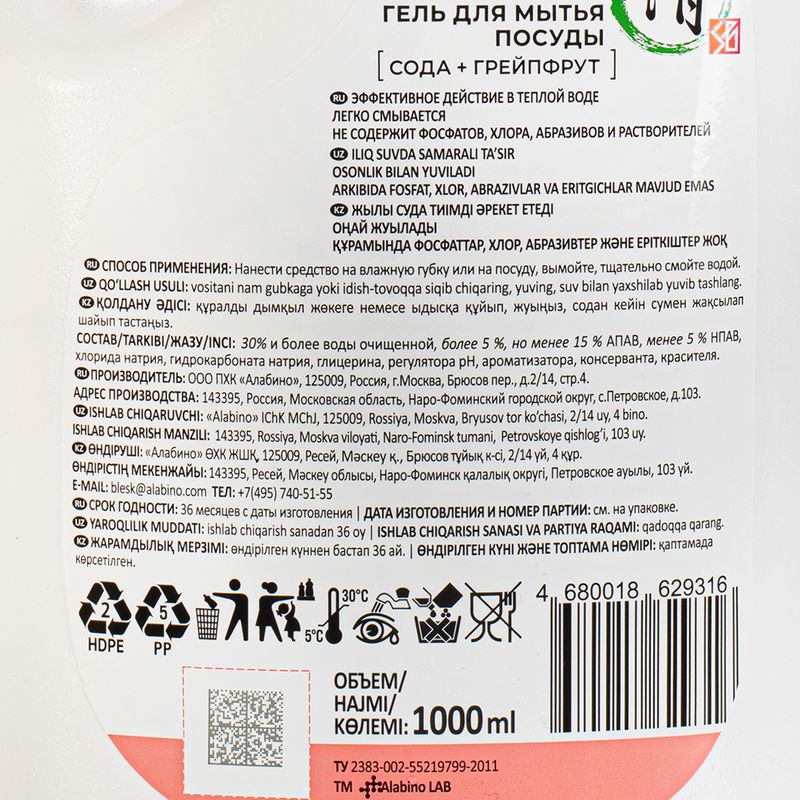 ГЕЛЬ ДЛЯ МЫТЬЯ
ПОСУДЫ
[ СОДА + ГРЕЙПФРУТ ]
RU ЭФФЕКТИВНОЕ ДЕЙСТВИЕ В ТЕПЛОЙ ВОДЕ
ЛЕГКО СМЫВАЕТСЯ
НЕ СОДЕРЖИТ ФОСФАТОВ, ХЛОРА, АБРАЗИВОВ И РАСТВОРИТЕЛЕЙ
UZ ILIQ SUVDA SAMARALI TA'SIR
OSONLIK BILAN YUVILADI
ARKIBIDA FOSFAT, XLOR, ABRAZIVLAR VA ERITGICHLAR MAVJUD EMAS
KZ ЖЫЛЫ СУДА ТИІМДІ ӘРЕКЕТ ЕТЕДІ
ОҢАЙ ЖУЫЛАДЫ
ҚҰРАМЫНДА ФОСФАТТАР, ХЛОР, АБРАЗИВТЕР ЖӘНЕ ЕРІТКІШТЕР ЖОҚ
RU СПОСОБ ПРИМЕНЕНИЯ: Нанести средство на влажную губку или на посуду, вымойте, тщательно смойте водой.
UZ QO'LLASH USULI: vositani nam gubkaga yoki idish-tovoqqa siqib chiqaring, yuving, suv bilan yaxshilab yuvib tashlang.
KZ ҚОЛДАНУ ӘДІСІ: құралды дымқыл жөкеге немесе ыдысқа құйып, жуыңыз, содан кейін сумен жақсылап
шайып тастаңыз.
СОСТАВ/TARKIBI/ЖАЗУ/INCI: 30% и более воды очищенной, более 5 %, но менее 15 % АПАВ, менее 5 % НПАВ,
хлорида натрия, гидрокарбоната натрия, глицерина, регулятора pH, ароматизатора, консерванта, красителя.
RU ПРОИЗВОДИТЕЛЬ: ООО ПХК «Алабино», 125009, Россия, г.Москва, Брюсов пер., д.2/14, стр.4.
АДРЕС ПРОИЗВОДСТВА: 143395, Россия, Московская область, Наро-Фоминский городской округ, с.Петровское, д.103.
UZ ISHLAB CHIQARUVCHI: «Alabino» IChK MChJ, 125009, Rossiya, Moskva, Bryusov tor ko'chasi, 2/14 uy, 4 bino.
ISHLAB CHIQARISH MANZILI: 143395, Rossiya, Moskva viloyati, Naro-Fominsk tumani, Petrovskoye qishlog'i, 103 uy.
KZ ӨНДІРУШІ: «Алабино» ӨХК ЖШҚ, 125009, Ресей, Мәскеу қ., Брюсов тұйық к-сі, 2/14 үй, 4 құр.
ӨНДІРІСТІҢ МЕКЕНЖАЙЫ: 143395, Ресей, Мәскеу облысы, Наро-Фоминск қалалық округі, Петровское ауылы, 103 үй.
E-MAIL: blesk@alabino.com ТЕЛ: +7(495) 740-51-55
RU СРОК ГОДНОСТИ: 36 месяцев с даты изготовления | ДАТА ИЗГОТОВЛЕНИЯ И НОМЕР ПАРТИИ: см. на упаковке.
UZ YAROQLILIK MUDDATI: ishlab chiqarish sanadan 36 oy | ISHLAB CHIQARISH SANASI VA PARTIYA RAQAMI: qadoqqa qarang.
KZ ЖАРАМДЫЛЫҚ МЕРЗІМІ: өндірілген күннен бастап 36 ай. | ӨНДІРІЛГЕН КҮНІ ЖӘНЕ ТОПТАМА НӨМІРІ: қаптамада
көрсетілген.
2
HDPE
5
PP
5°C
30°C
4 680018 629316
ОБЪЕМ/
HAJMI/
КӨЛЕМІ: 1000 ml
ТУ 2383-002-55219799-2011
TM Alabino LAB